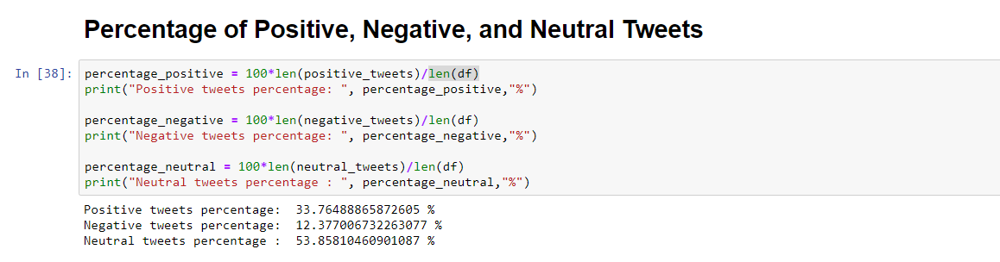 Percentage of Positive, Negative, and Neutral Tweets
In [38]: percentage_positive = 100*len(positive_tweets)/len(df)
print("Positive tweets percentage: ", percentage_positive,"%")
percentage_negative = 100*len(negative_tweets)/len(df)
print("Negative tweets percentage: ", percentage_negative,"%")
percentage_neutral = 100*len(neutral_tweets)/len(df)
print("Neutral tweets percentage : ", percentage_neutral,"%")
Positive tweets percentage:  33.76488865872605 %
Negative tweets percentage:  12.377006732263077 %
Neutral tweets percentage :  53.85810460901087 %